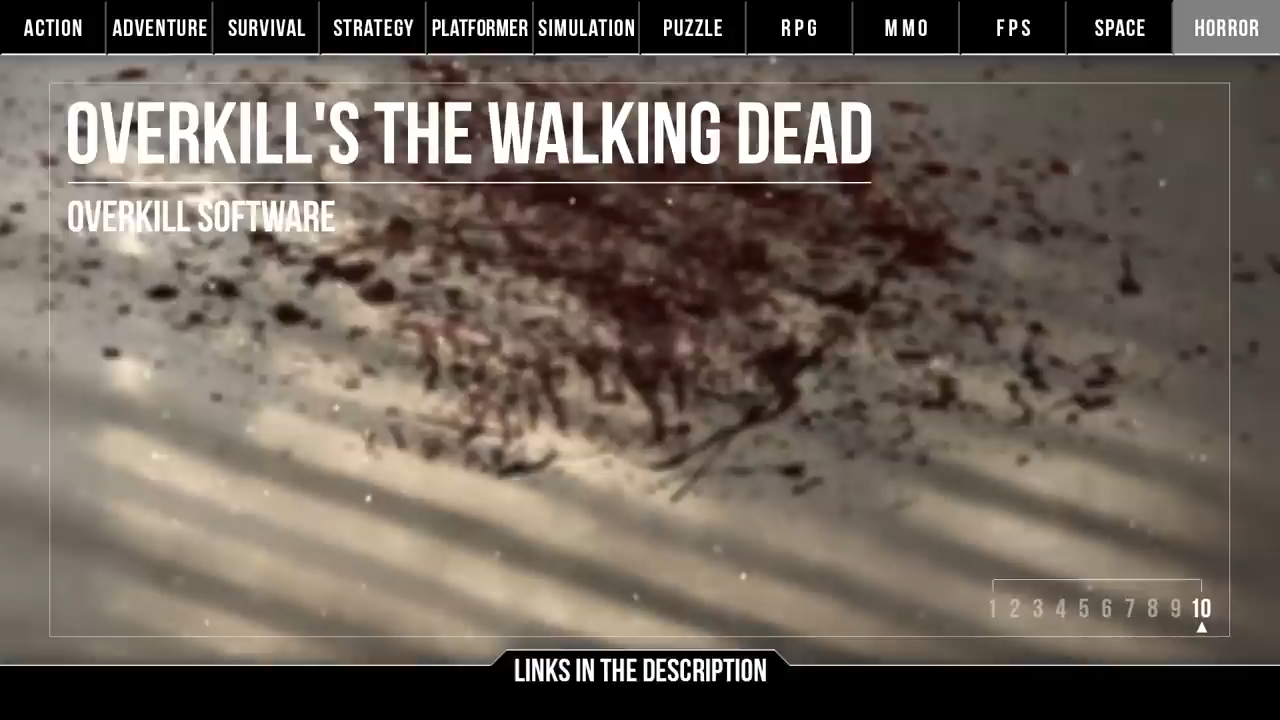 ACTION ADVENTURE SURVIVAL STRATEGY PLATFORMER SIMULATION PUZZLE RPG MMO FPS SPACE HORROR
OVERKILL'S THE WALKING DEAD
OVERKILL SOFTWARE
1 2 3 4 5 6 7 8 9 10
LINKS IN THE DESCRIPTION